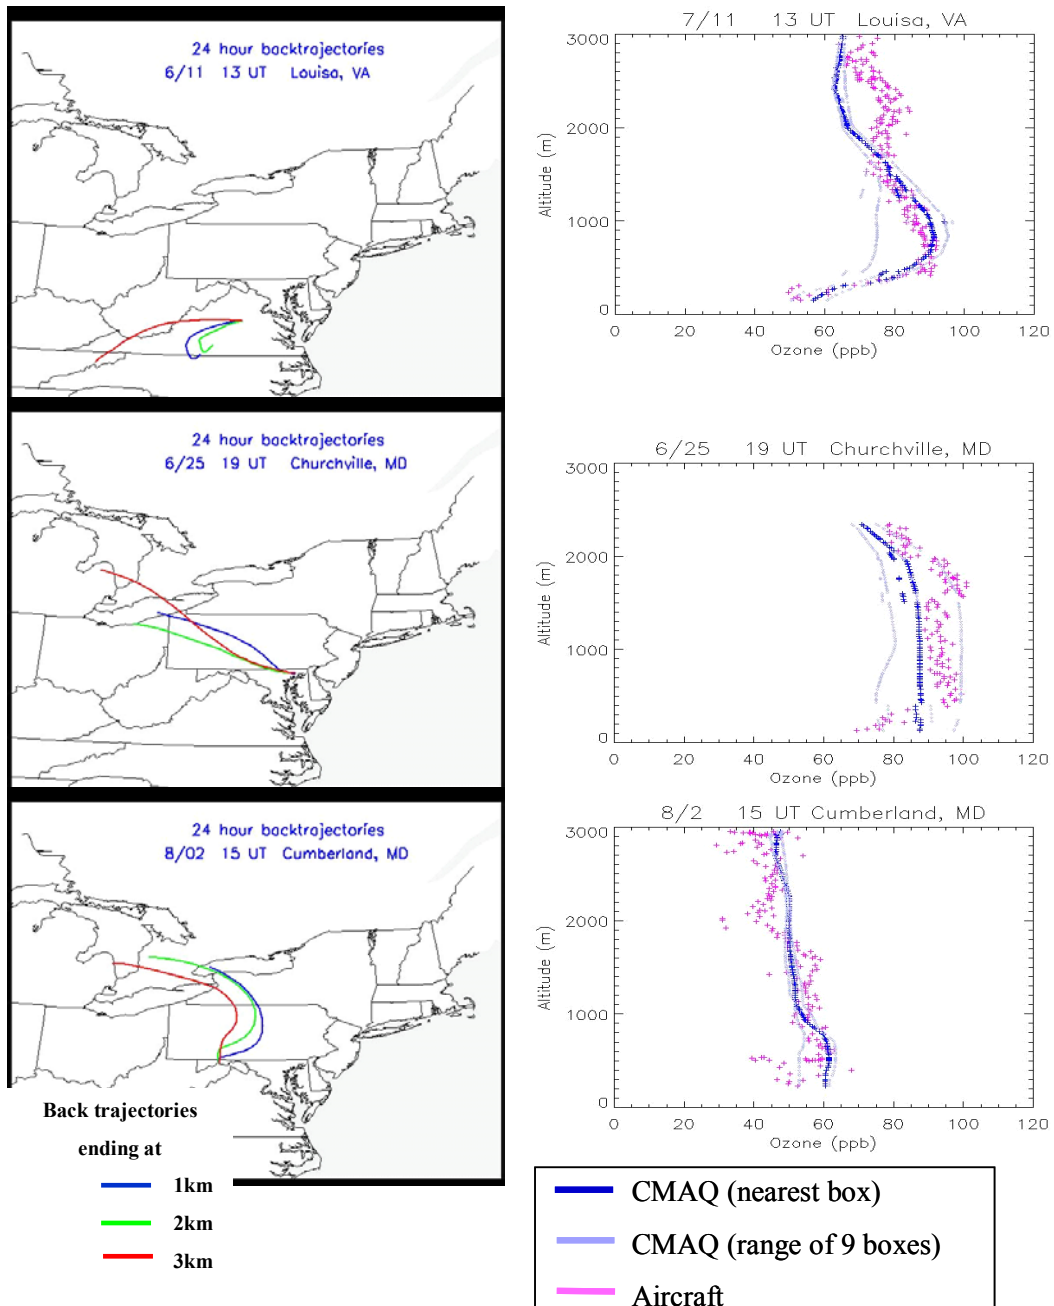 24 hour backtrajectories
6/11 13 UT Louisa, VA
7/11 13 UT Louisa, VA
3000
2000
1000
0
Altitude (m)
0 20 40 60 80 100 120
Ozone (ppb)
24 hour backtrajectories
6/25 19 UT Churchville, MD
6/25 19 UT Churchville, MD
3000
2000
1000
0
Altitude (m)
0 20 40 60 80 100 120
Ozone (ppb)
24 hour backtrajectories
8/02 15 UT Cumberland, MD
8/2 15 UT Cumberland, MD
3000
2000
1000
0
Altitude (m)
0 20 40 60 80 100 120
Ozone (ppb)
Back trajectories
ending at
1km
2km
3km
CMAQ (nearest box)
CMAQ (range of 9 boxes)
Aircraft